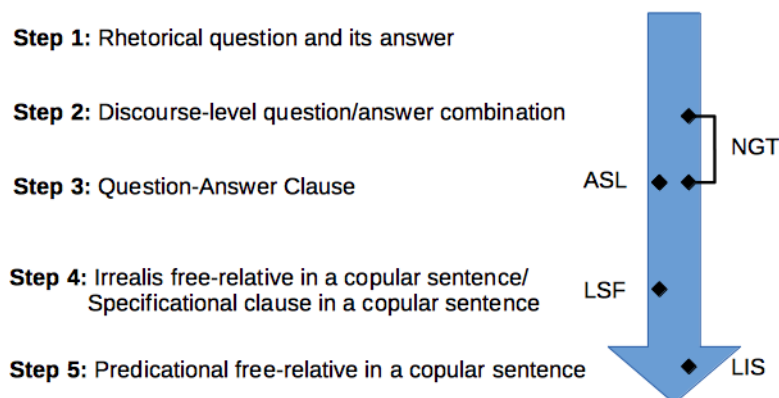 Step 1: Rhetorical question and its answer
Step 2: Discourse-level question/answer combination
NGT
Step 3: Question-Answer Clause
ASL
Step 4: Irrealis free-relative in a copular sentence/
Specificational clause in a copular sentence
LSF
Step 5: Predicational free-relative in a copular sentence
LIS